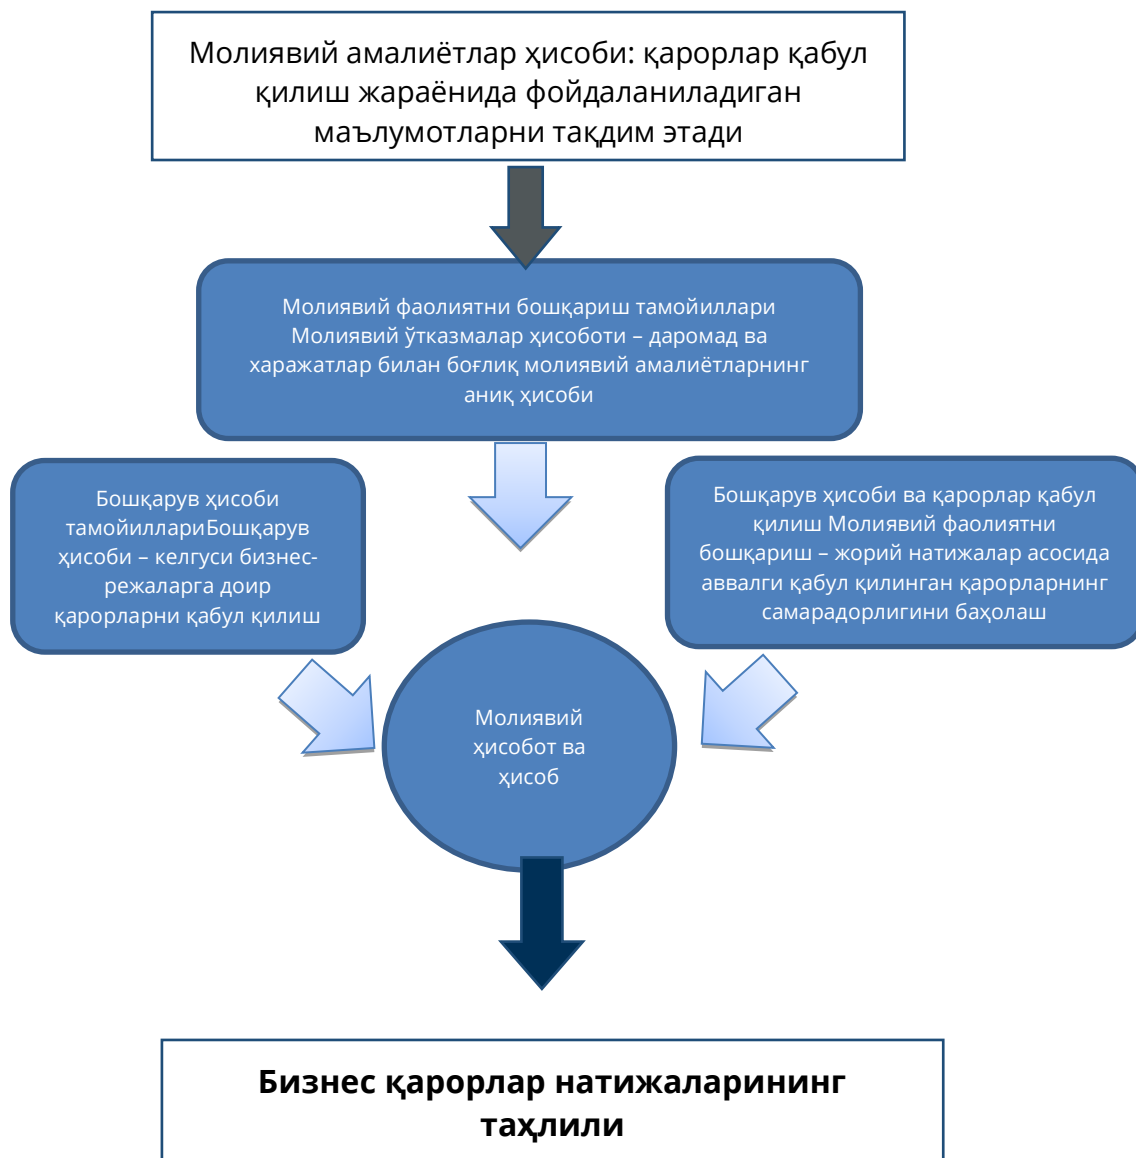 Молиявий амалиётлар ҳисоби: қарорлар қабул
қилиш жараёнида фойдаланиладиган
маълумотларни тақдим этади
Молиявий фаолиятни бошқариш тамойиллари
Молиявий ўтказмалар ҳисоботи – даромад ва
харажатлар билан боғлиқ молиявий амалиётларнинг
аниқ ҳисоби
Бошқарув ҳисоби
тамойиллариБошқарув
ҳисоби – келгуси бизнес-
режаларга доир
қарорларни қабул қилиш
Бошқарув ҳисоби ва қарорлар қабул
қилиш Молиявий фаолиятни
бошқариш – жорий натижалар асосида
аввалги қабул қилинган қарорларнинг
самарадорлигини баҳолаш
Молиявий
ҳисобот ва
ҳисоб
Бизнес қарорлар натижаларининг
таҳлили